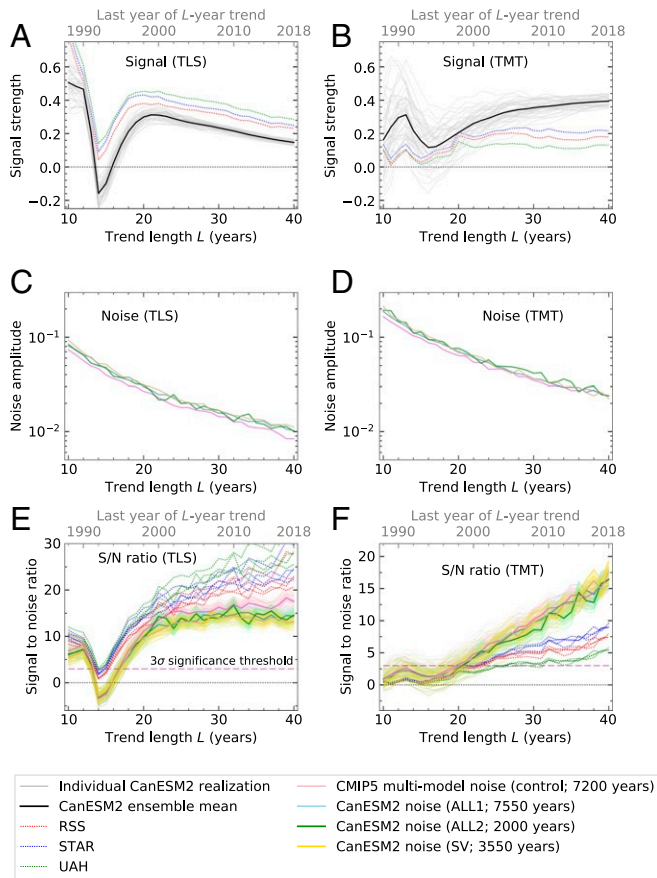 Last year of L-year trend
1990 2000 2010 2018
A
Signal (TLS)
Signal strength
0.6
0.4
0.2
0.0
−0.2
10 20 30 40
Trend length L (years)
Last year of L-year trend
1990 2000 2010 2018
B
Signal (TMT)
Signal strength
0.6
0.4
0.2
0.0
−0.2
10 20 30 40
Trend length L (years)
C
Noise (TLS)
Noise amplitude
10⁻¹
10⁻²
10 20 30 40
Trend length L (years)
D
Noise (TMT)
Noise amplitude
10⁻¹
10⁻²
10 20 30 40
Trend length L (years)
Last year of L-year trend
1990 2000 2010 2018
E
S/N ratio (TLS)
Signal to noise ratio
30
20
10
0
3σ significance threshold
10 20 30 40
Trend length L (years)
Last year of L-year trend
1990 2000 2010 2018
F
S/N ratio (TMT)
Signal to noise ratio
20
15
10
5
0
10 20 30 40
Trend length L (years)
Individual CanESM2 realization
CanESM2 ensemble mean
RSS
STAR
UAH
CMIP5 multi-model noise (control; 7200 years)
CanESM2 noise (ALL1; 7550 years)
CanESM2 noise (ALL2; 2000 years)
CanESM2 noise (SV; 3550 years)